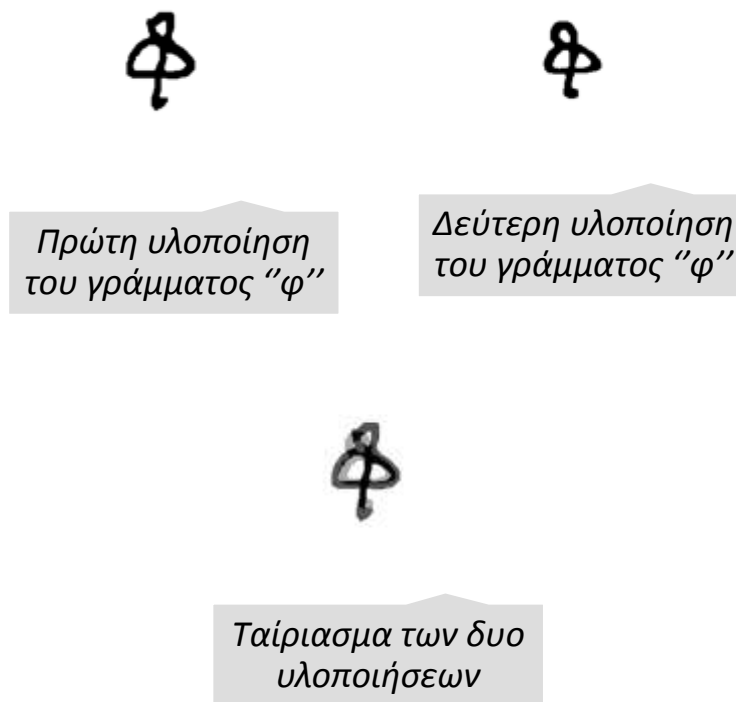 φ
φ
Πρώτη υλοποίηση
του γράμματος ‘’φ’’
Δεύτερη υλοποίηση
του γράμματος ‘’φ’’
φ
Ταίριασμα των δυο
υλοποιήσεων